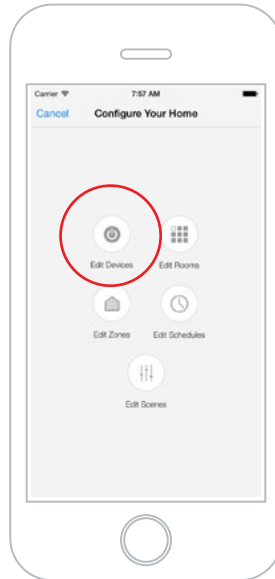 Carrier 7:57 AM
Cancel Configure Your Home
Edit Devices Edit Rooms
Edit Zones Edit Schedules
Edit Scenes